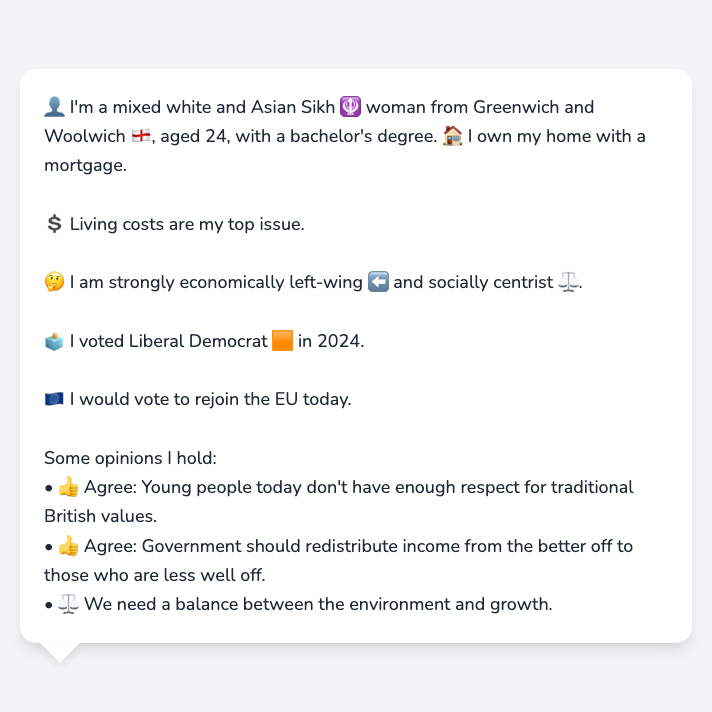 👤 I'm a mixed white and Asian Sikh 🪯 woman from Greenwich and
Woolwich 🏴󠁧󠁢󠁥󠁮󠁧󠁿, aged 24, with a bachelor's degree. 🏠 I own my home with a
mortgage.
💲 Living costs are my top issue.
🤔 I am strongly economically left-wing ⬅️ and socially centrist ⚖️.
🗳️ I voted Liberal Democrat 🟧 in 2024.
🇪🇺 I would vote to rejoin the EU today.
Some opinions I hold:
• 👍 Agree: Young people today don't have enough respect for traditional
British values.
• 👍 Agree: Government should redistribute income from the better off to
those who are less well off.
• ⚖️ We need a balance between the environment and growth.